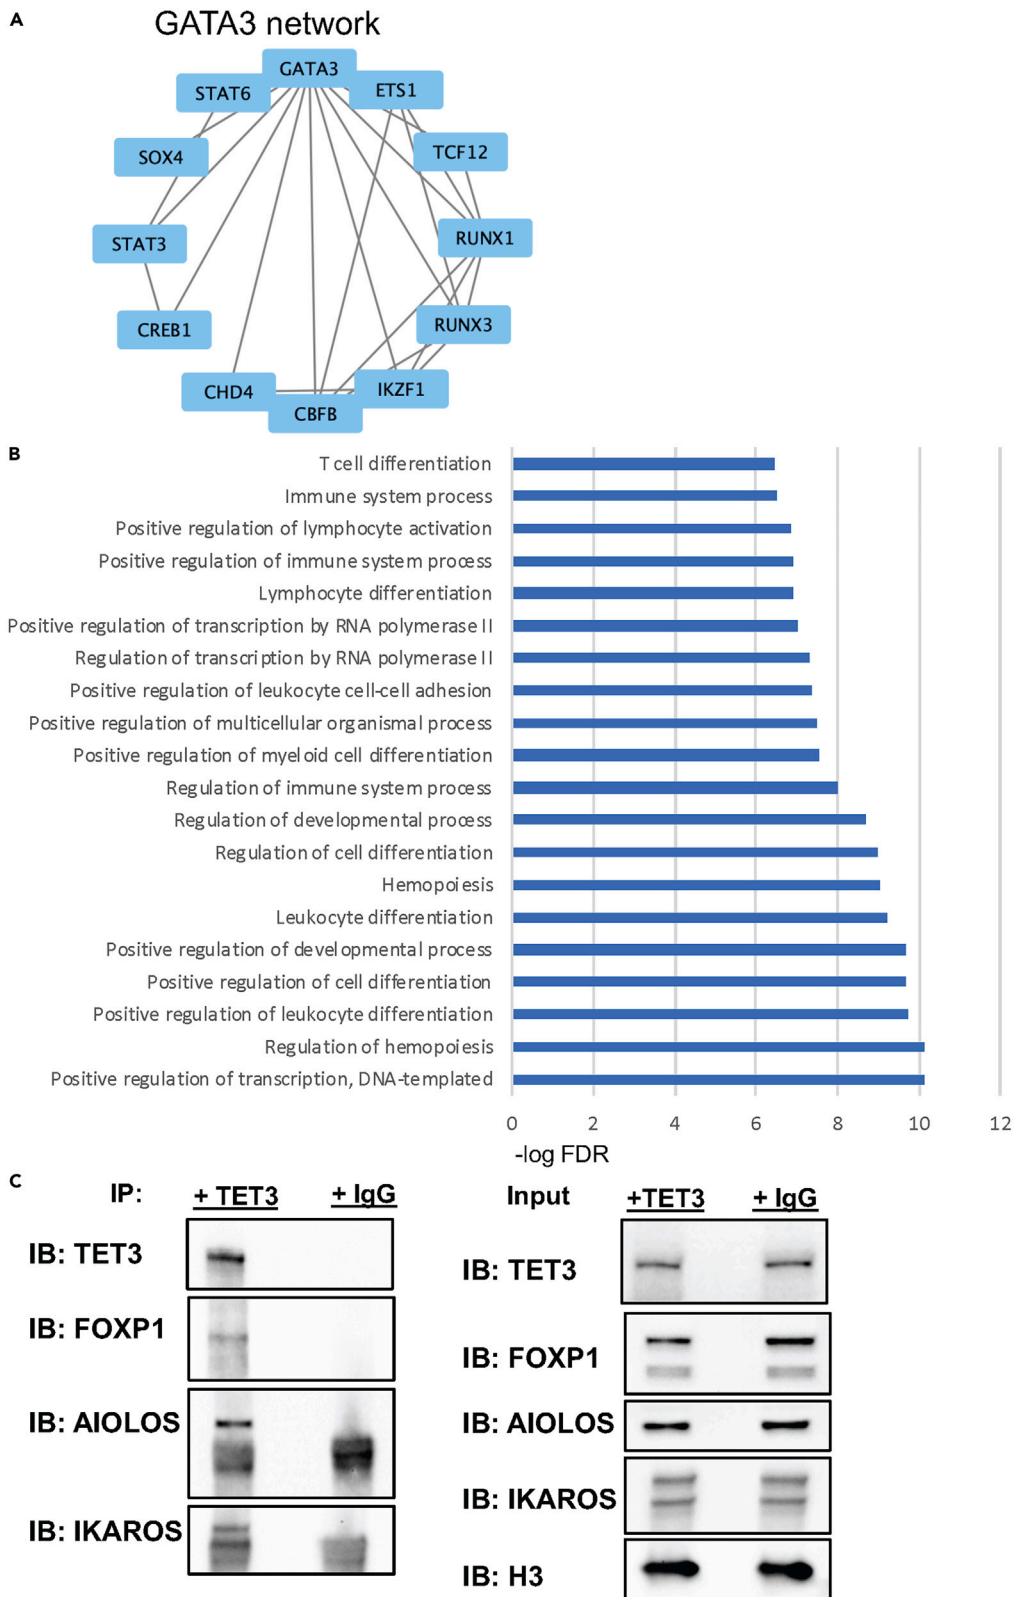 A
GATA3 network
GATA3
STAT6
ETS1
SOX4
TCF12
STAT3
RUNX1
CREB1
RUNX3
CHD4
IKZF1
CBFB
B
T cell differentiation
Immune system process
Positive regulation of lymphocyte activation
Positive regulation of immune system process
Lymphocyte differentiation
Positive regulation of transcription by RNA polymerase II
Regulation of transcription by RNA polymerase II
Positive regulation of leukocyte cell-cell adhesion
Positive regulation of multicellular organismal process
Positive regulation of myeloid cell differentiation
Regulation of immune system process
Regulation of developmental process
Regulation of cell differentiation
Hemopoiesis
Leukocyte differentiation
Positive regulation of developmental process
Positive regulation of cell differentiation
Positive regulation of leukocyte differentiation
Regulation of hemopoiesis
Positive regulation of transcription, DNA-templated
0 2 4 6 8 10 12
-log FDR
C
IP: + TET3 + IgG
IB: TET3
IB: FOXP1
IB: AIOLOS
IB: IKAROS
Input +TET3 + IgG
IB: TET3
IB: FOXP1
IB: AIOLOS
IB: IKAROS
IB: H3